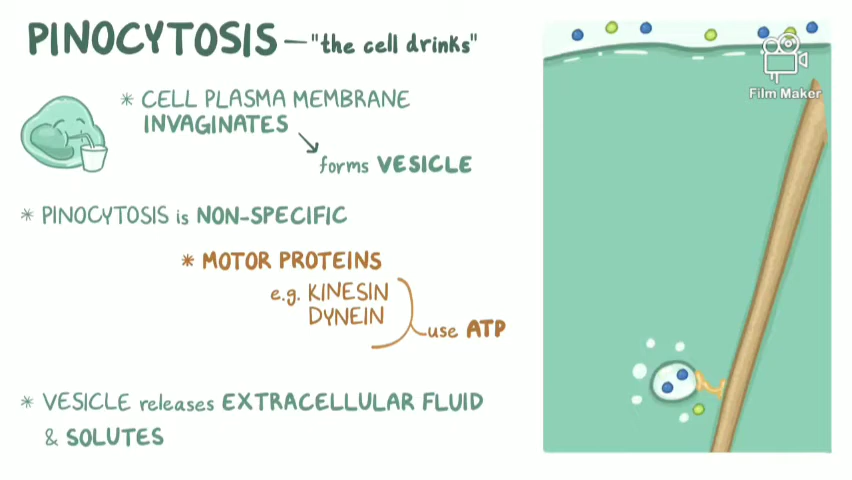 PINOCYTOSIS — "the cell drinks"
* CELL PLASMA MEMBRANE
INVAGINATES
forms VESICLE
* PINOCYTOSIS is NON-SPECIFIC
* MOTOR PROTEINS
e.g. KINESIN
DYNEIN
use ATP
* VESICLE releases EXTRACELLULAR FLUID
& SOLUTES
Film Maker